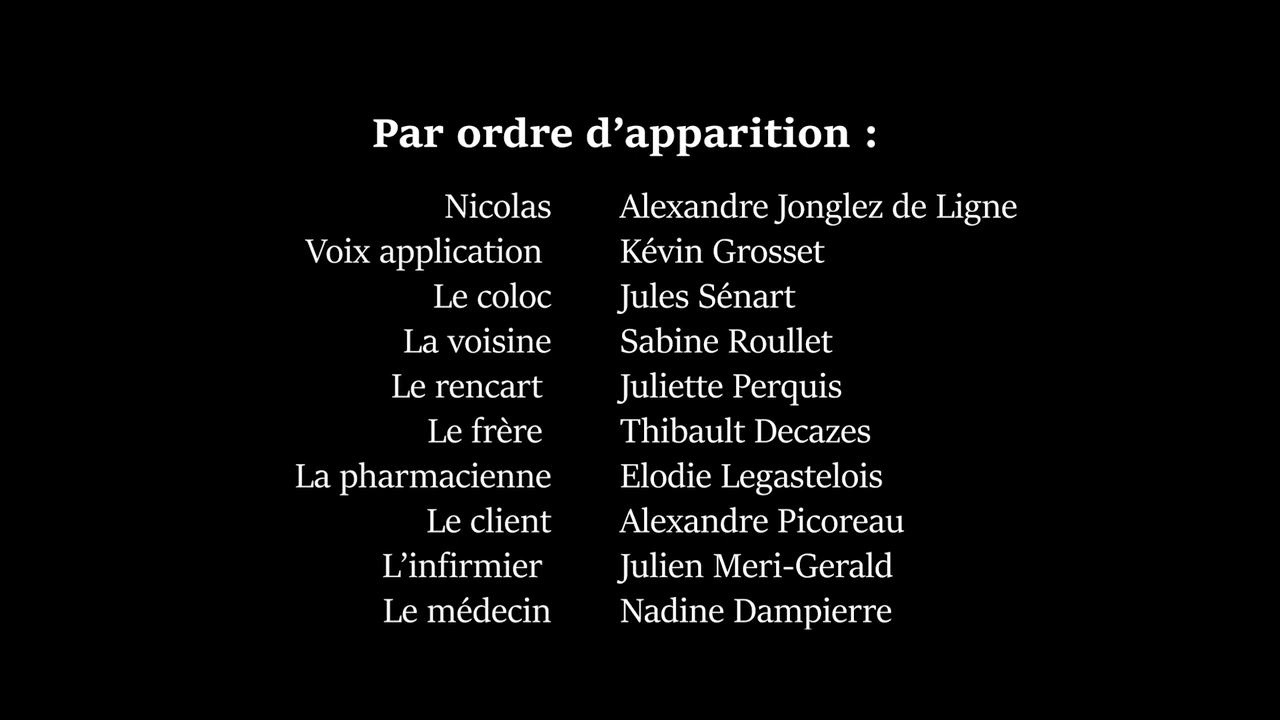 Par ordre d’apparition :
Nicolas Alexandre Jonglez de Ligne
Voix application Kévin Grosset
Le coloc Jules Sénart
La voisine Sabine Roullet
Le rencart Juliette Perquis
Le frère Thibault Decazes
La pharmacienne Elodie Legastelois
Le client Alexandre Picoreau
L’infirmier Julien Meri-Gerald
Le médecin Nadine Dampierre